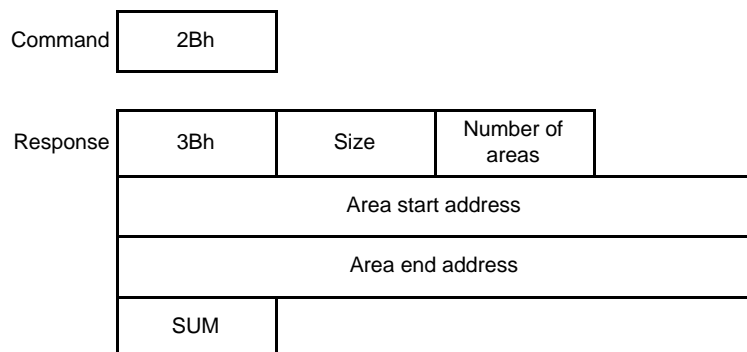 Command 2Bh
Response 3Bh Size Number of
areas
Area start address
Area end address
SUM